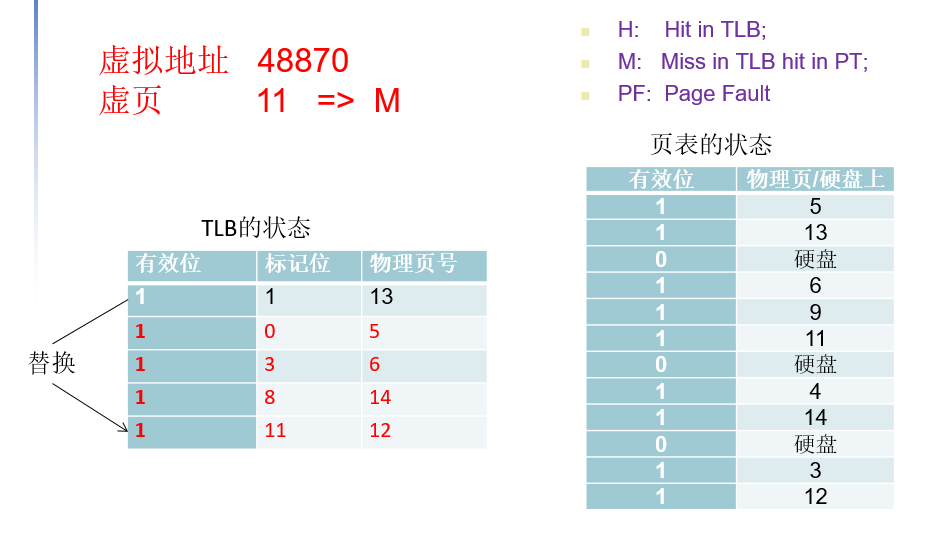 虚拟地址 48870
虚页 11 => M
H: Hit in TLB;
M: Miss in TLB hit in PT;
PF: Page Fault
TLB的状态
有效位 标记位 物理页号
1 1 13
1 0 5
1 3 6
1 8 14
1 11 12
替换
页表的状态
有效位 物理页/硬盘上
1 5
1 13
0 硬盘
1 6
1 9
1 11
0 硬盘
1 4
1 14
0 硬盘
1 3
1 12